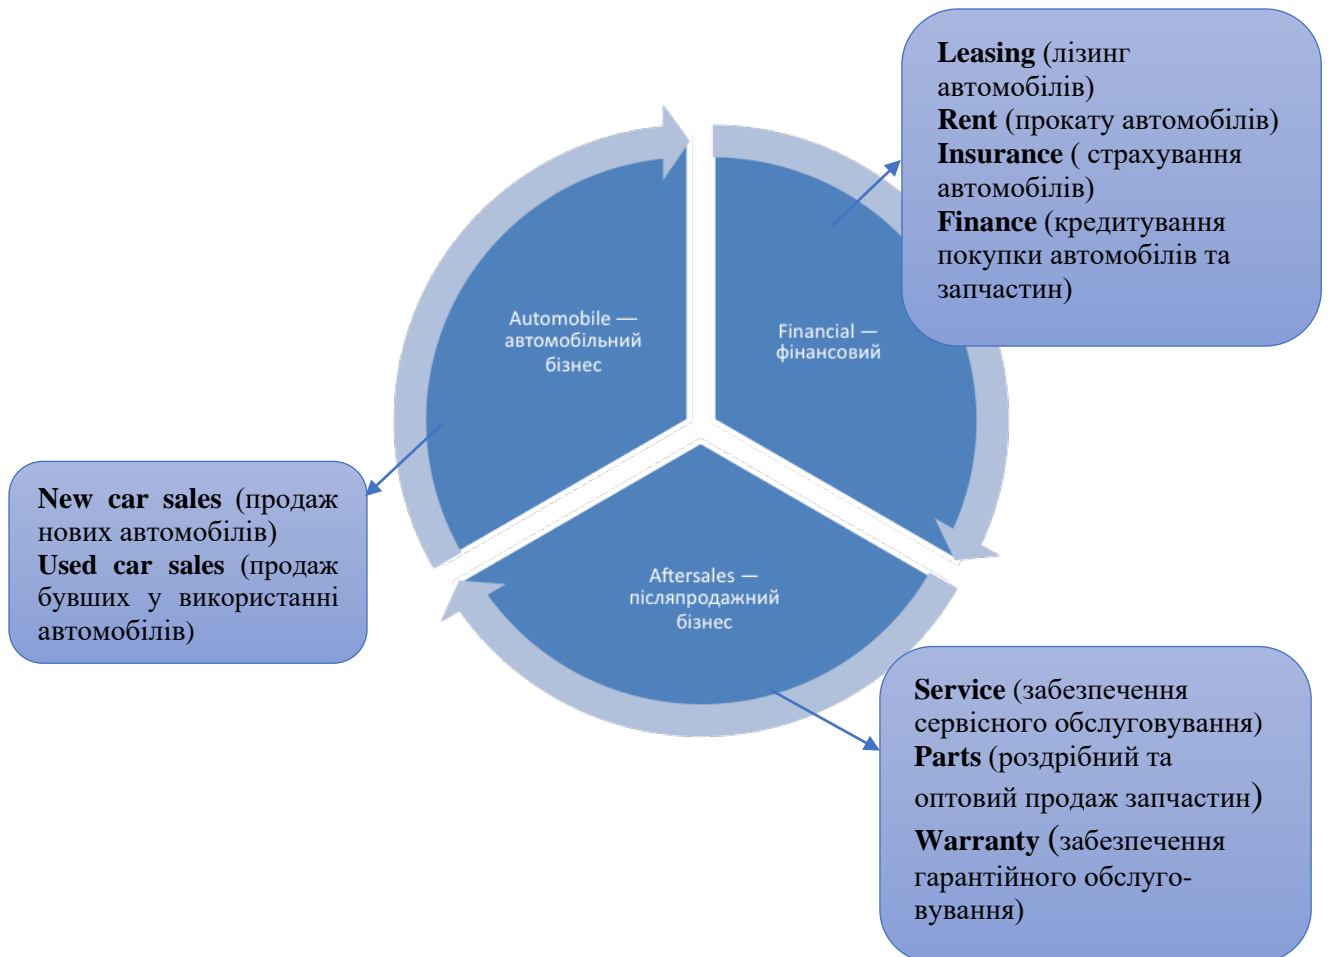 Leasing (лізинг
автомобілів)
Rent (прокату автомобілів)
Insurance ( страхування
автомобілів)
Finance (кредитування
покупки автомобілів та
запчастин)
Automobile —
автомобільний
бізнес
Financial —
фінансовий
New car sales (продаж
нових автомобілів)
Used car sales (продаж
бувших у використанні
автомобілів)
Aftersales —
післяпродажний
бізнес
Service (забезпечення
сервісного обслуговування)
Parts (роздрібний та
оптовий продаж запчастин)
Warranty (забезпечення
гарантійного обслуго-
вування)